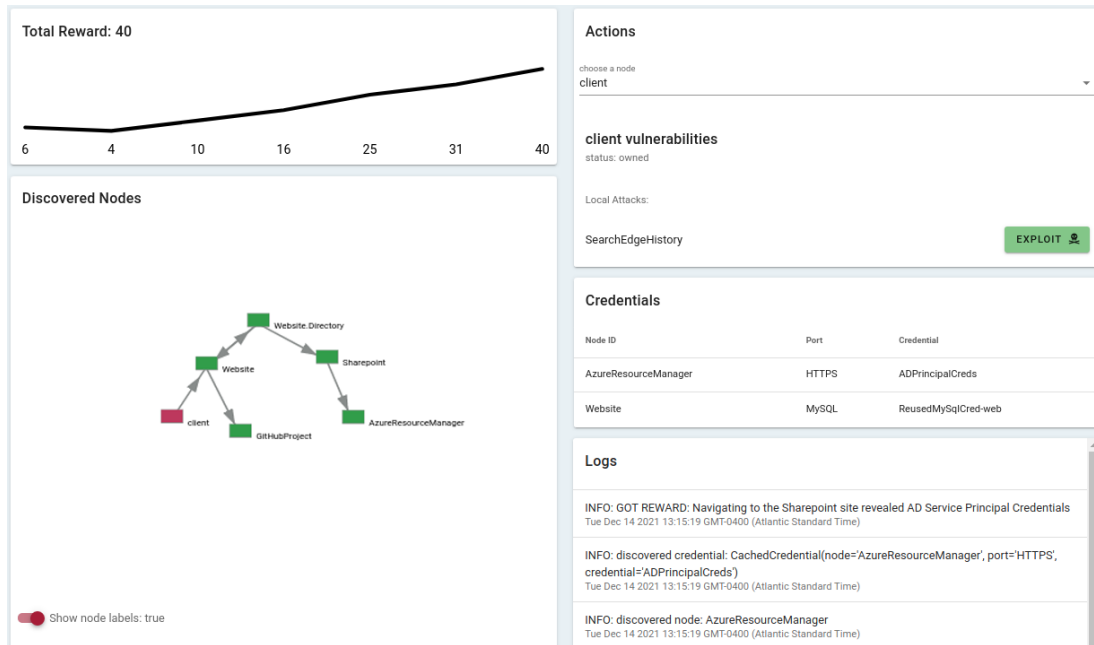 Total Reward: 40
6 4 10 16 25 31 40
Discovered Nodes
Website.Directory
Website
Sharepoint
client
GitHubProject
AzureResourceManager
Show node labels: true
Actions
choose a node
client
client vulnerabilities
status: owned
Local Attacks:
SearchEdgeHistory
EXPLOIT
Credentials
Node ID Port Credential
AzureResourceManager HTTPS ADPrincipalCreds
Website MySQL ReusedMySqlCred-web
Logs
INFO: GOT REWARD: Navigating to the Sharepoint site revealed AD Service Principal Credentials
Tue Dec 14 2021 13:15:19 GMT-0400 (Atlantic Standard Time)
INFO: discovered credential: CachedCredential(node='AzureResourceManager', port='HTTPS',
credential='ADPrincipalCreds')
Tue Dec 14 2021 13:15:19 GMT-0400 (Atlantic Standard Time)
INFO: discovered node: AzureResourceManager
Tue Dec 14 2021 13:15:19 GMT-0400 (Atlantic Standard Time)